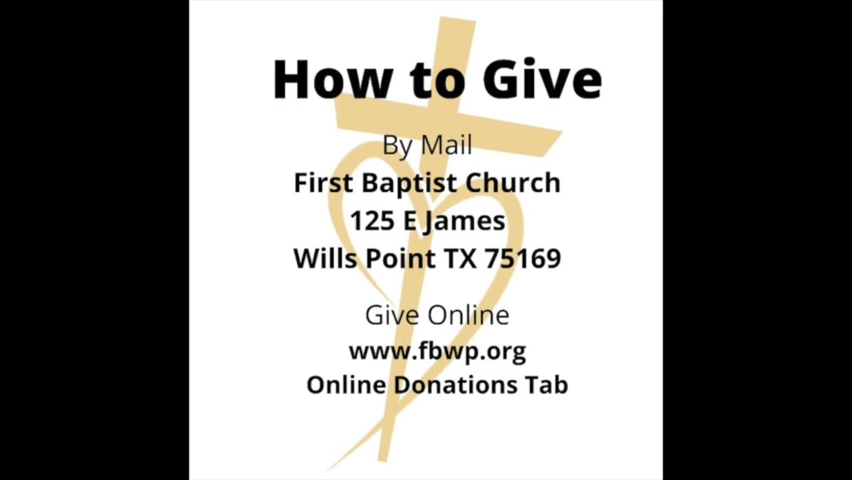 How to Give
By Mail
First Baptist Church
125 E James
Wills Point TX 75169
Give Online
www.fbwp.org
Online Donations Tab